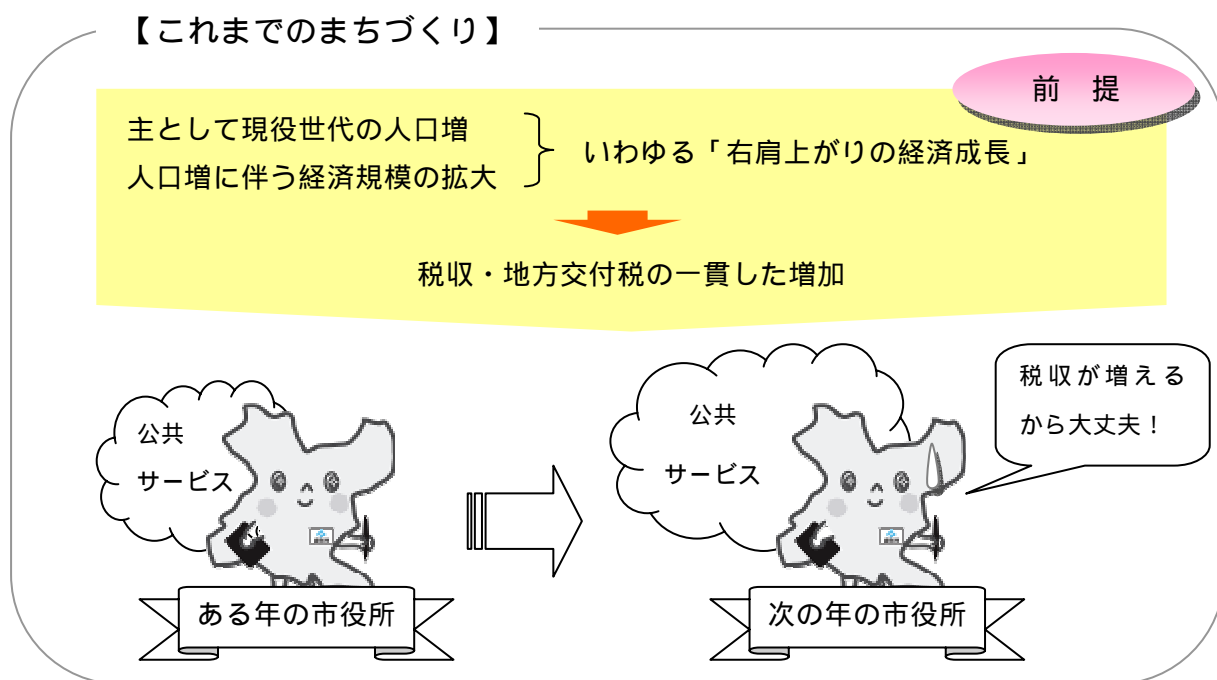 【これまでのまちづくり】
前 提
主として現役世代の人口増
人口増に伴う経済規模の拡大
いわゆる「右肩上がりの経済成長」
税収・地方交付税の一貫した増加
公共
サービス
ある年の市役所
公共
サービス
税収が増える
から大丈夫！
次の年の市役所